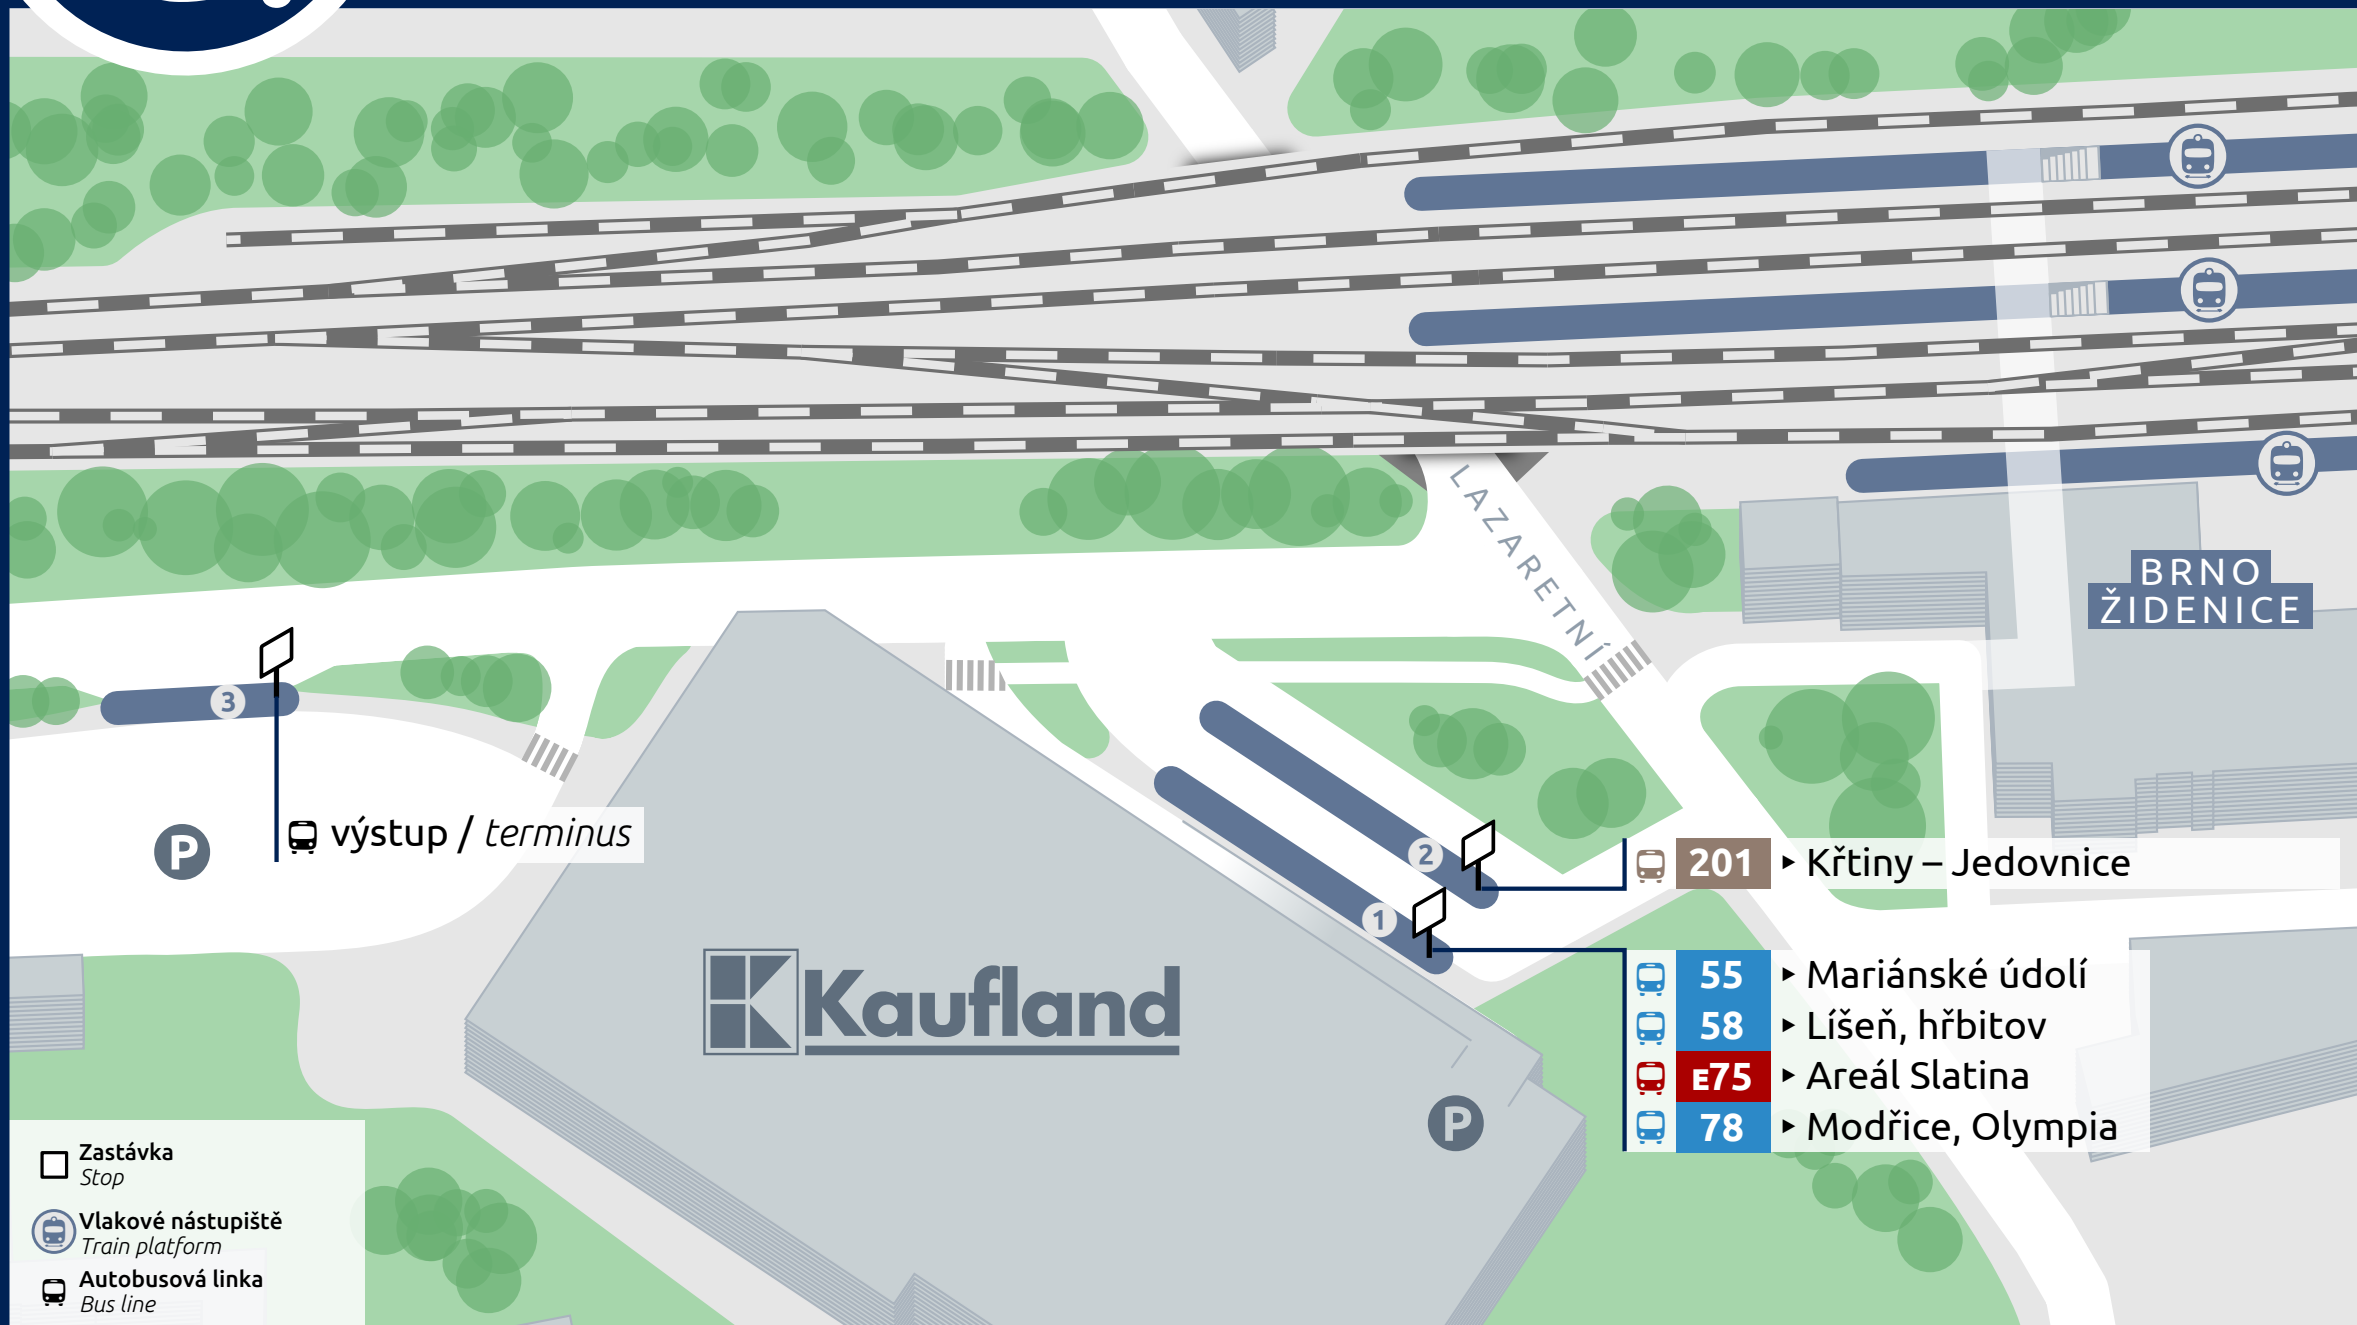 LAZARETNÍ
BRNO
ŽIDENICE
3
výstup / terminus
P
2
201 ▸ Křtiny – Jedovnice
1
55 ▸ Mariánské údolí
58 ▸ Líšeň, hřbitov
E75 ▸ Areál Slatina
78 ▸ Modřice, Olympia
Kaufland
P
Zastávka
Stop
Vlakové nástupiště
Train platform
Autobusová linka
Bus line